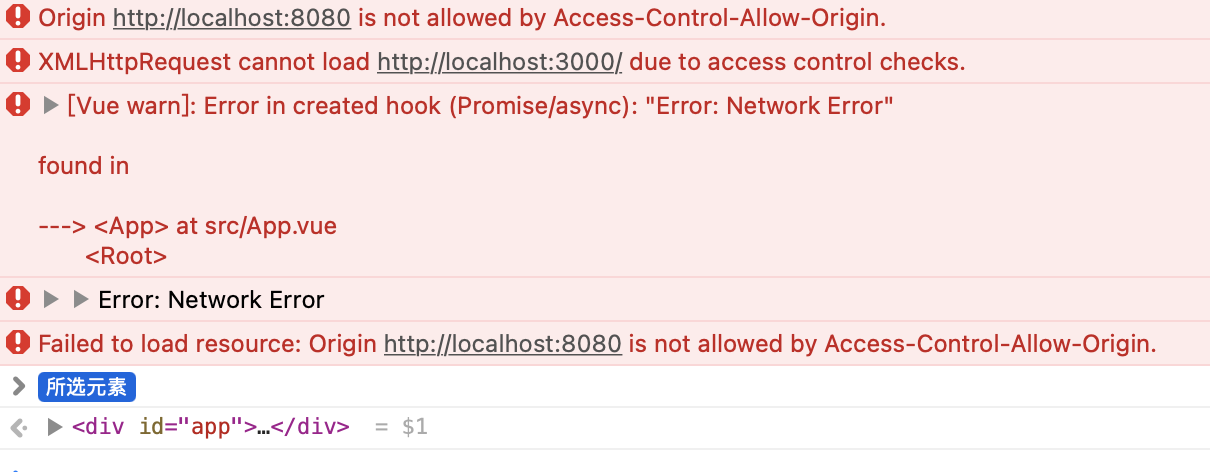 Origin http://localhost:8080 is not allowed by Access-Control-Allow-Origin.
XMLHttpRequest cannot load http://localhost:3000/ due to access control checks.
[Vue warn]: Error in created hook (Promise/async): "Error: Network Error"
found in
---> <App> at src/App.vue
<Root>
Error: Network Error
Failed to load resource: Origin http://localhost:8080 is not allowed by Access-Control-Allow-Origin.
所选元素
<div id="app">…</div> = $1